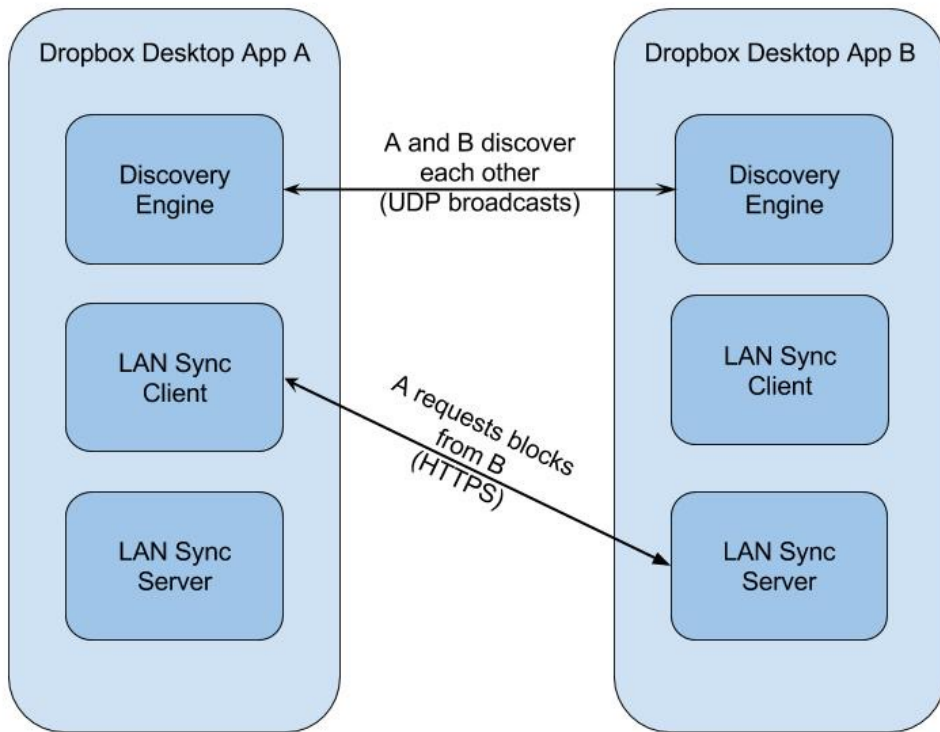 Dropbox Desktop App A
Dropbox Desktop App B
Discovery
Engine
A and B discover
each other
(UDP broadcasts)
Discovery
Engine
LAN Sync
Client
A requests blocks
from B
(HTTPS)
LAN Sync
Client
LAN Sync
Server
LAN Sync
Server